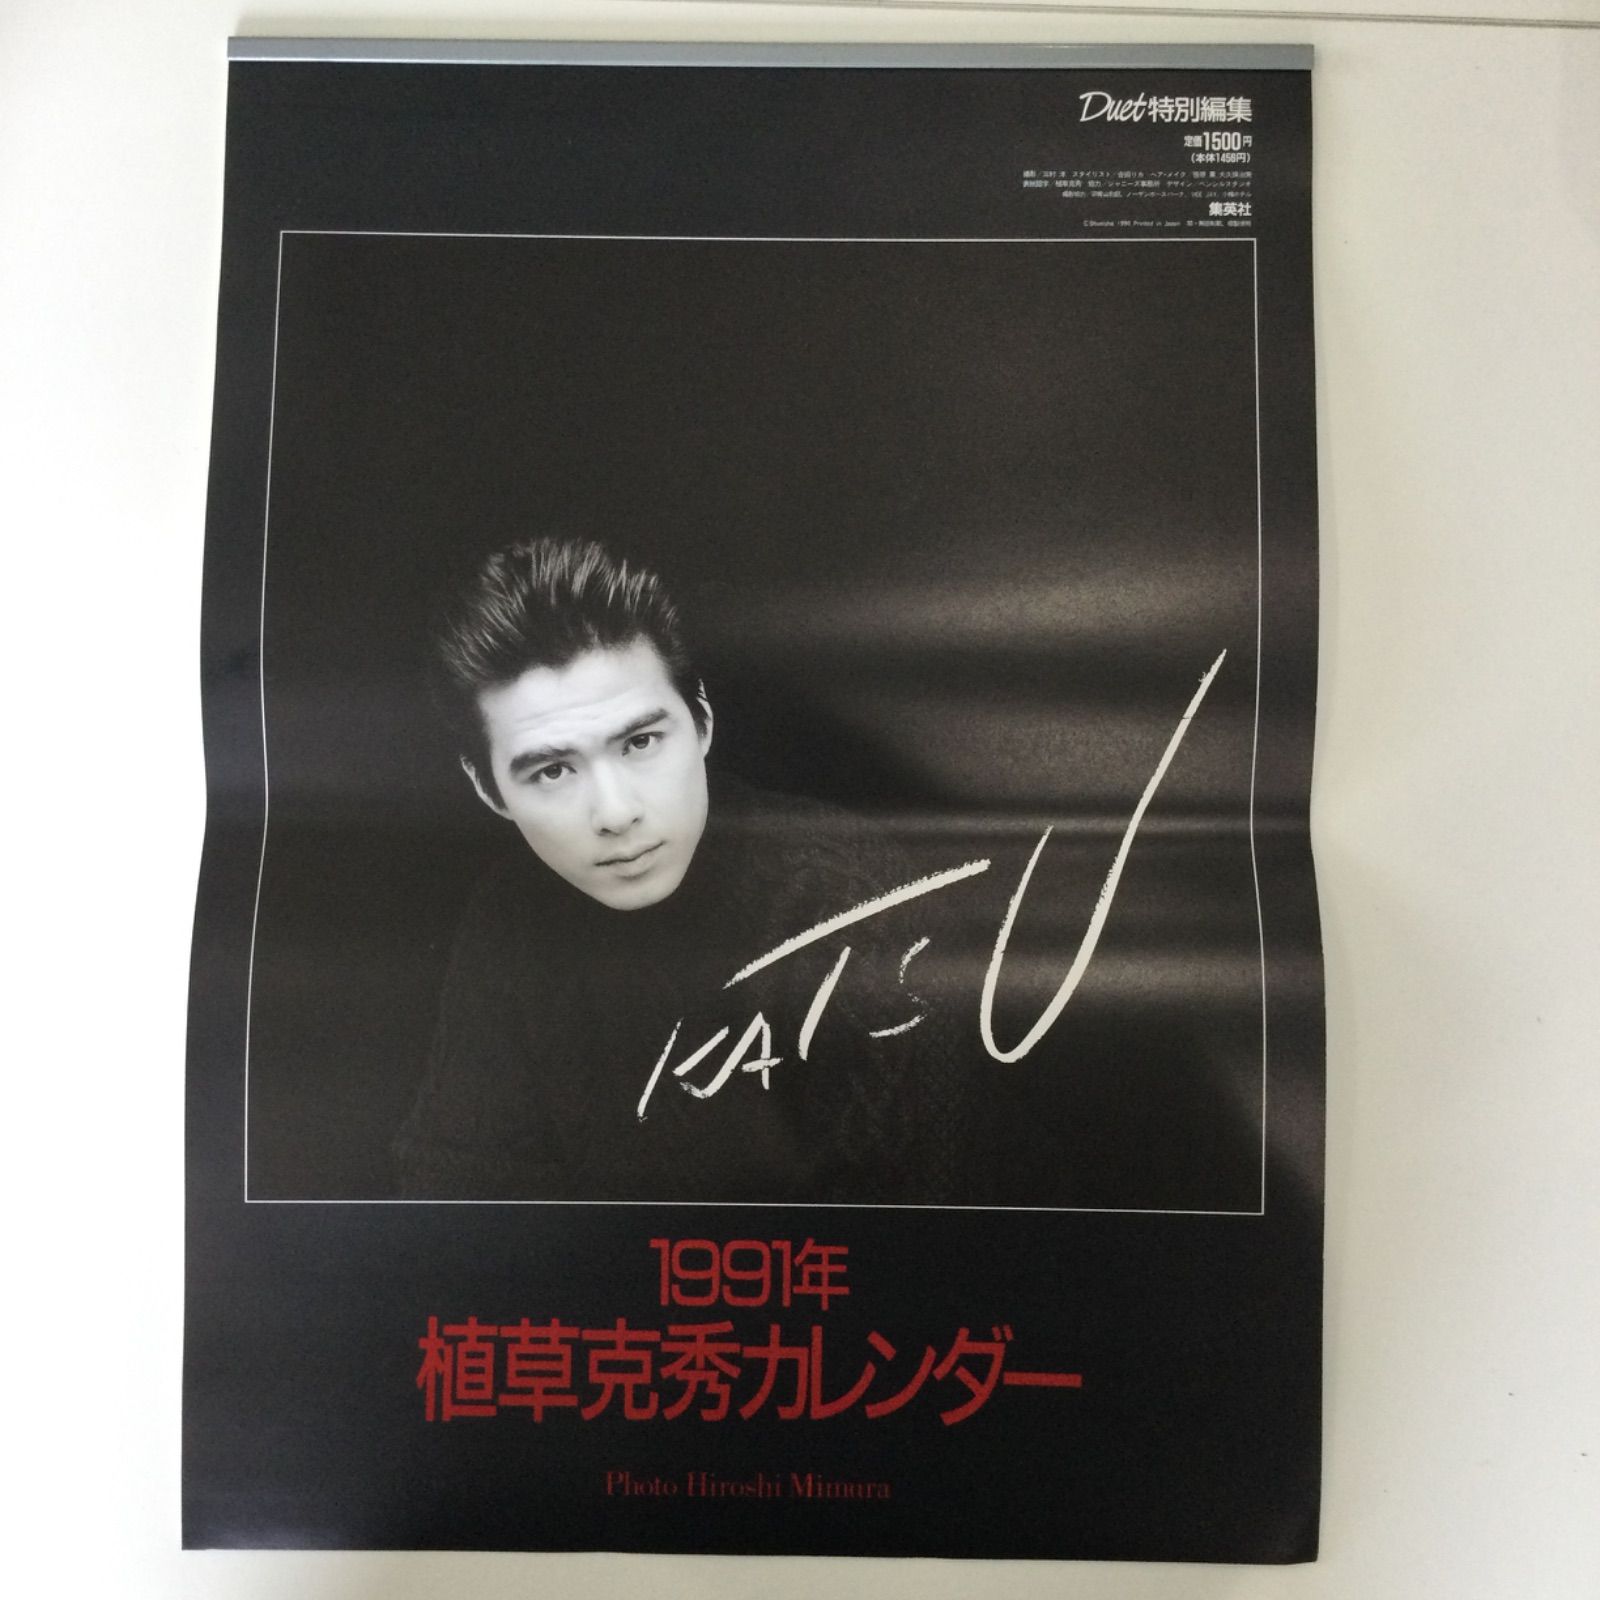 Duet特別編集
定価1500円
(本体1456円)
集英社
KATSU
1991年
植草克秀カレンダー
Photo Hiroshi Mimura